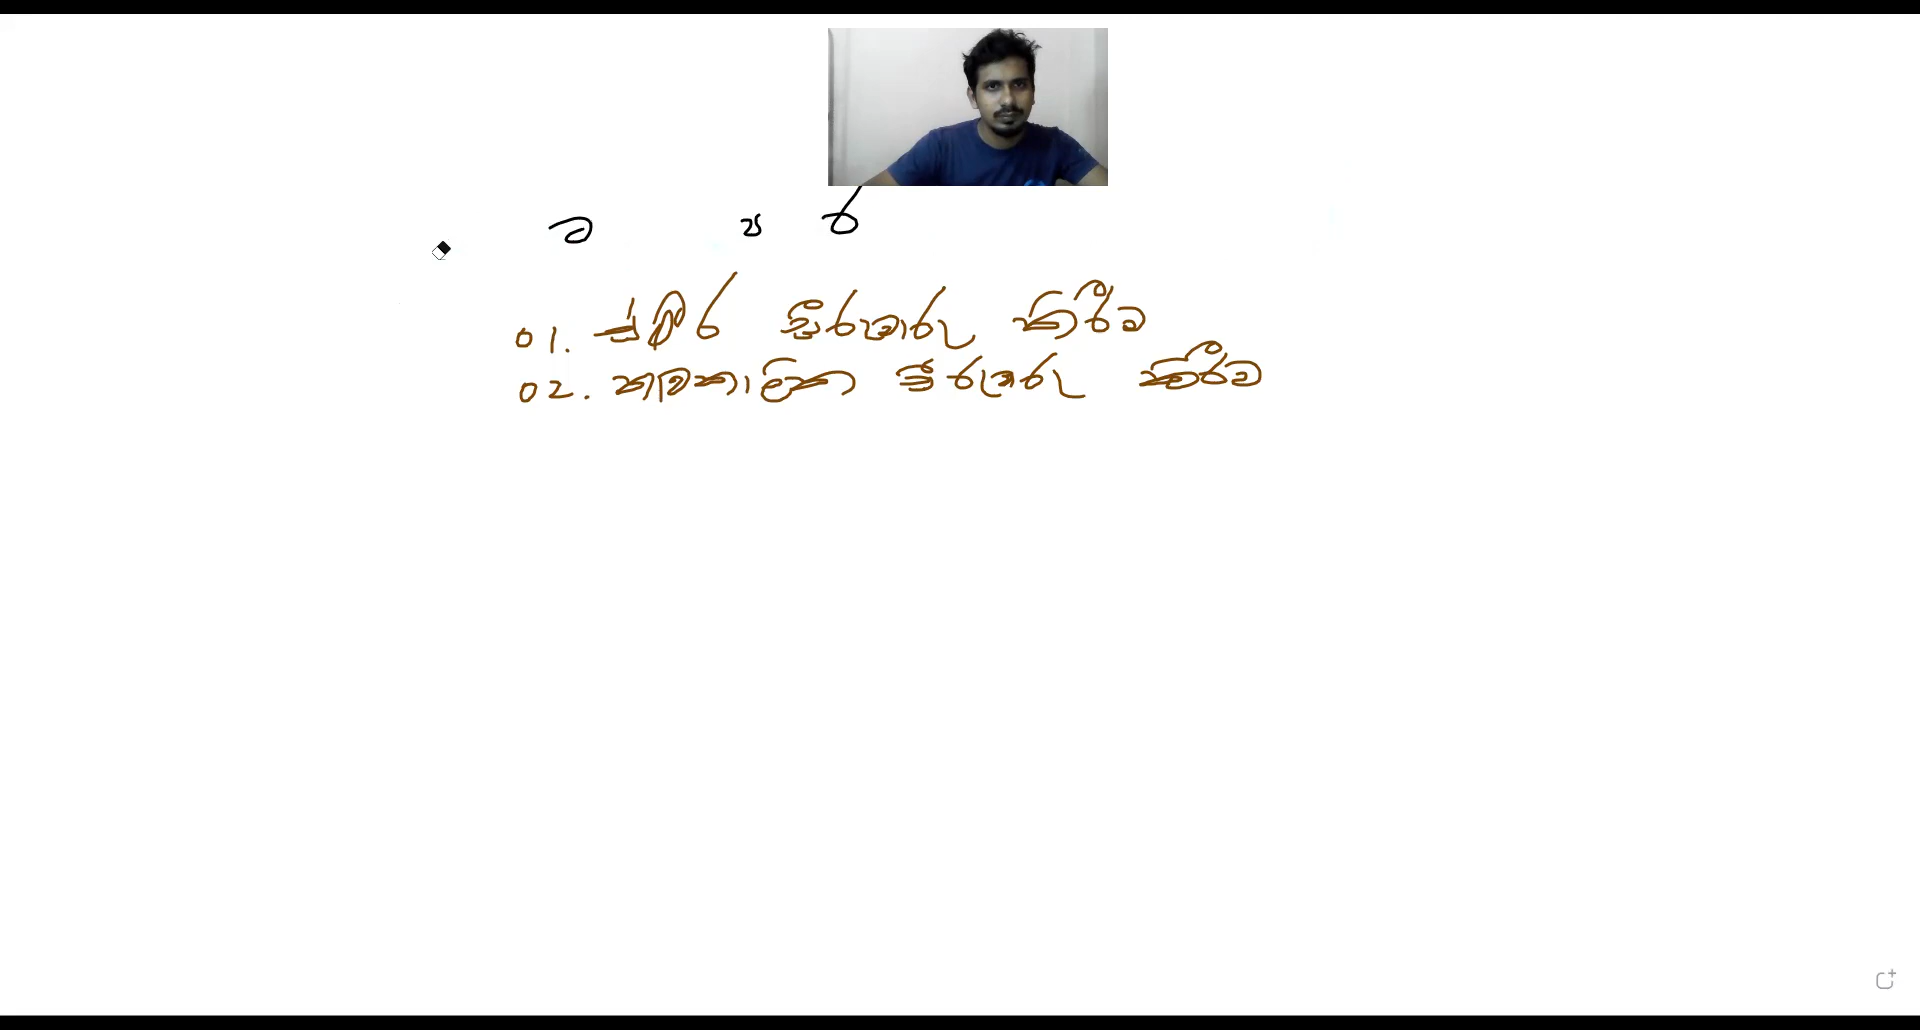 ව ස ර
01. ස්ථිර පිරුවාරු කිරීම
02. තාවකාලික පිරුවාරු කිරීම